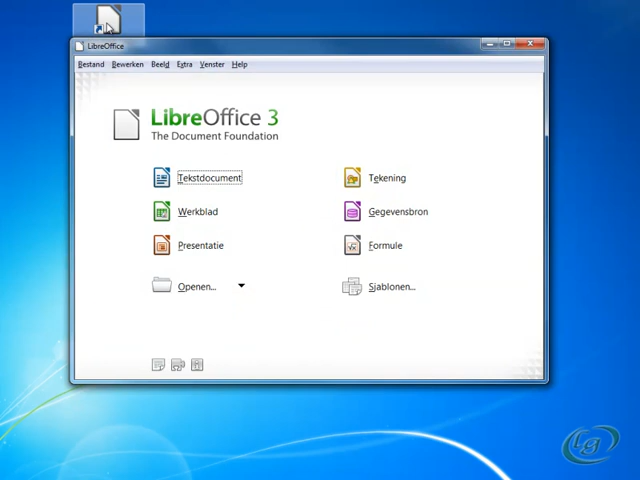 LibreOffice
Bestand Bewerken Beeld Extra Venster Help
LibreOffice 3
The Document Foundation
Tekstdocument Tekening
Werkblad Gegevensbron
Presentatie Formule
Openen... Sjablonen...
Lg